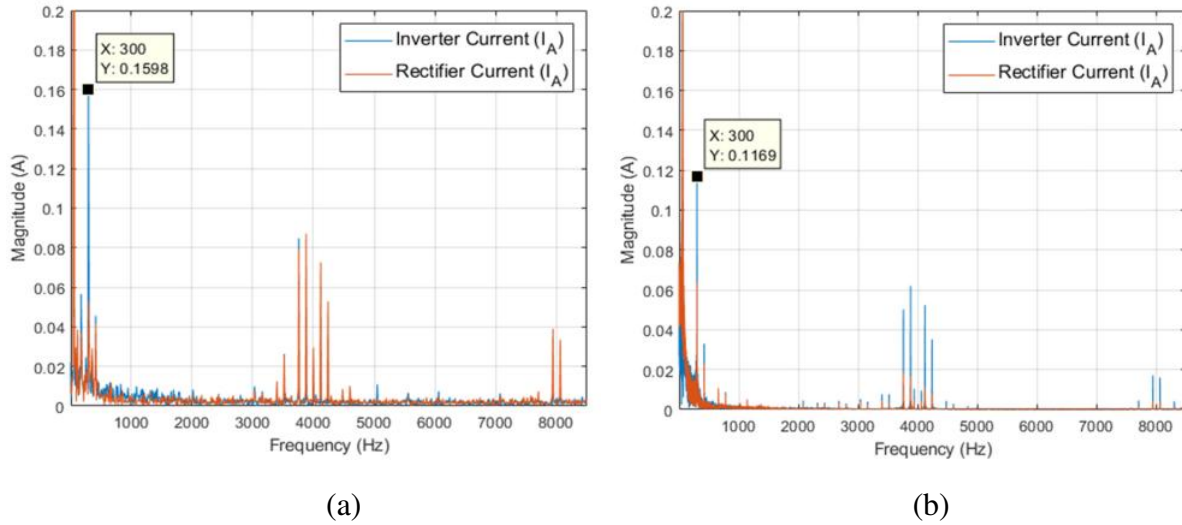 0.2
0.18
0.16
0.14
0.12
0.1
0.08
0.06
0.04
0.02
0
Magnitude (A)
X: 300
Y: 0.1598
Inverter Current (I_A)
Rectifier Current (I_A)
1000 2000 3000 4000 5000 6000 7000 8000
Frequency (Hz)
(a)
0.2
0.18
0.16
0.14
0.12
0.1
0.08
0.06
0.04
0.02
0
Magnitude (A)
X: 300
Y: 0.1169
Inverter Current (I_A)
Rectifier Current (I_A)
1000 2000 3000 4000 5000 6000 7000 8000
Frequency (Hz)
(b)